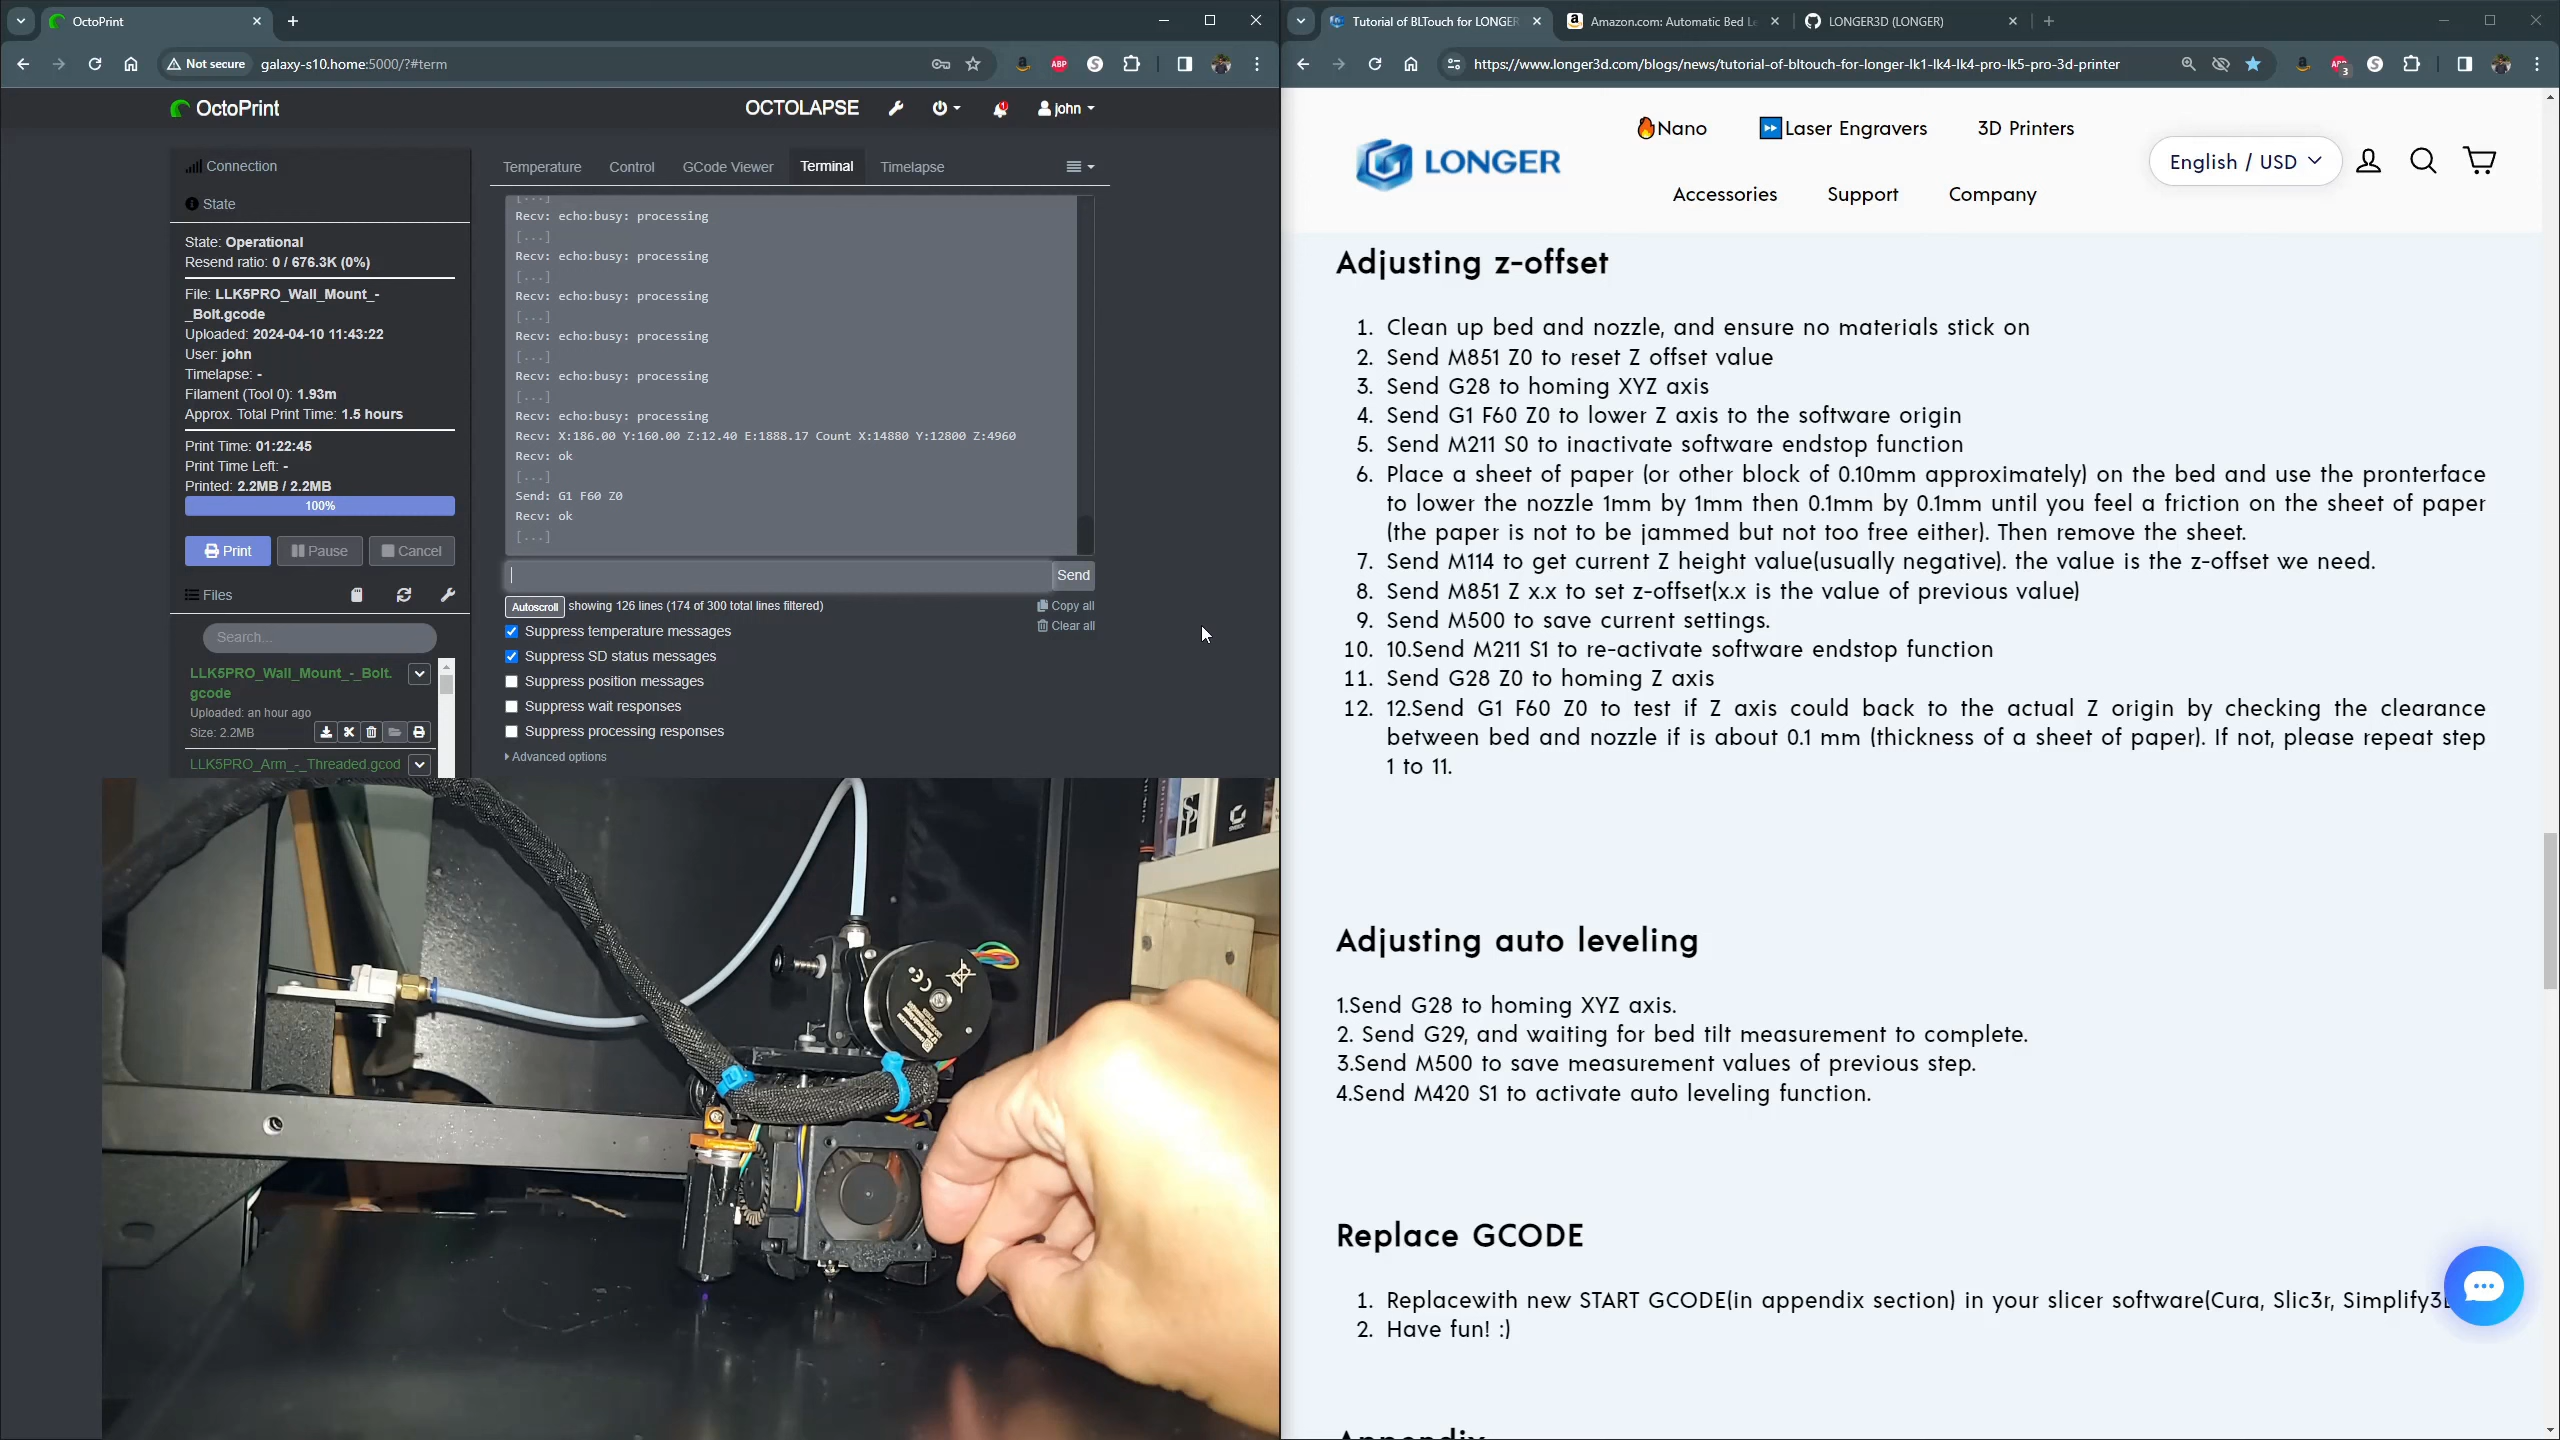 OctoPrint
Not secure
galaxy-s10.home:5000/?#term
ABP
OctoPrint
OCTOLAPSE
1
john
Connection
State
State: Operational
Resend ratio: 0 / 676.3K (0%)
File: LLK5PRO_Wall_Mount_-
_Bolt.gcode
Uploaded: 2024-04-10 11:43:22
User: john
Timelapse: -
Filament (Tool 0): 1.93m
Approx. Total Print Time: 1.5 hours
Print Time: 01:22:45
Print Time Left: -
Printed: 2.2MB / 2.2MB
100%
Print
Pause
Cancel
Files
Search...
LLK5PRO_Wall_Mount_-_Bolt.
gcode
Uploaded: an hour ago
Size: 2.2MB
LLK5PRO_Arm_-_Threaded.gcod
Temperature
Control
GCode Viewer
Terminal
Timelapse
[...]
Recv: echo:busy: processing
[...]
Recv: echo:busy: processing
[...]
Recv: echo:busy: processing
[...]
Recv: echo:busy: processing
[...]
Recv: echo:busy: processing
[...]
Recv: echo:busy: processing
Recv: X:186.00 Y:160.00 Z:12.40 E:1888.17 Count X:14880 Y:12800 Z:4960
Recv: ok
[...]
Send: G1 F60 Z0
Recv: ok
[...]
Send
Autoscroll
showing 126 lines (174 of 300 total lines filtered)
Copy all
Clear all
Suppress temperature messages
Suppress SD status messages
Suppress position messages
Suppress wait responses
Suppress processing responses
Advanced options
CE
Tutorial of BLTouch for LONGER
Amazon.com: Automatic Bed Le
LONGER3D (LONGER)
https://www.longer3d.com/blogs/news/tutorial-of-bltouch-for-longer-lk1-lk4-lk4-pro-lk5-pro-3d-printer
3
LONGER
Nano
Laser Engravers
3D Printers
Accessories
Support
Company
English / USD
Adjusting z-offset
1. Clean up bed and nozzle, and ensure no materials stick on
2. Send M851 Z0 to reset Z offset value
3. Send G28 to homing XYZ axis
4. Send G1 F60 Z0 to lower Z axis to the software origin
5. Send M211 S0 to inactivate software endstop function
6. Place a sheet of paper (or other block of 0.10mm approximately) on the bed and use the pronterface
to lower the nozzle 1mm by 1mm then 0.1mm by 0.1mm until you feel a friction on the sheet of paper
(the paper is not to be jammed but not too free either). Then remove the sheet.
7. Send M114 to get current Z height value(usually negative). the value is the z-offset we need.
8. Send M851 Z x.x to set z-offset(x.x is the value of previous value)
9. Send M500 to save current settings.
10. 10.Send M211 S1 to re-activate software endstop function
11. Send G28 Z0 to homing Z axis
12. 12.Send G1 F60 Z0 to test if Z axis could back to the actual Z origin by checking the clearance
between bed and nozzle if is about 0.1 mm (thickness of a sheet of paper). If not, please repeat step
1 to 11.
Adjusting auto leveling
1.Send G28 to homing XYZ axis.
2. Send G29, and waiting for bed tilt measurement to complete.
3.Send M500 to save measurement values of previous step.
4.Send M420 S1 to activate auto leveling function.
Replace GCODE
1. Replacewith new START GCODE(in appendix section) in your slicer software(Cura, Slic3r, Simplify3
2. Have fun! :)
Appendix